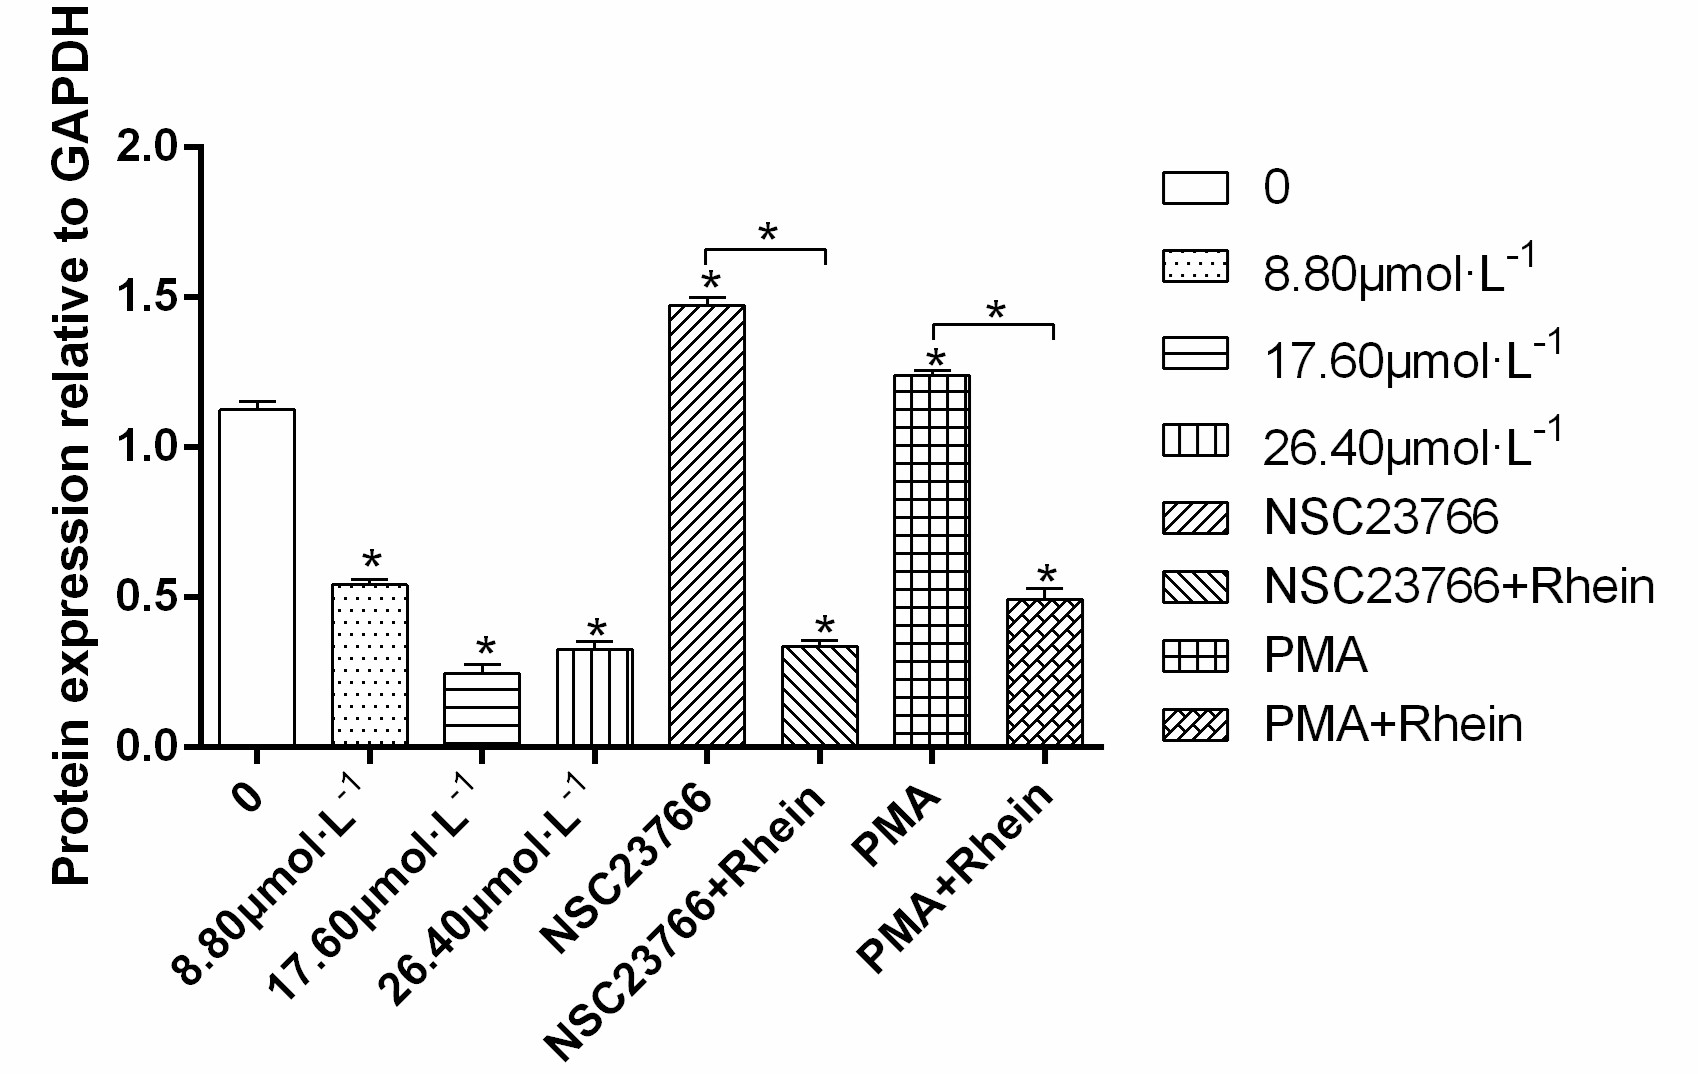 Protein expression relative to GAPDH
2.0
1.5
1.0
0.5
0.0
*
*
*
*
*
*
*
*
*
0
8.80µmol·L⁻¹
17.60µmol·L⁻¹
26.40µmol·L⁻¹
NSC23766
NSC23766+Rhein
PMA
PMA+Rhein
0
8.80µmol·L⁻¹
17.60µmol·L⁻¹
26.40µmol·L⁻¹
NSC23766
NSC23766+Rhein
PMA
PMA+Rhein